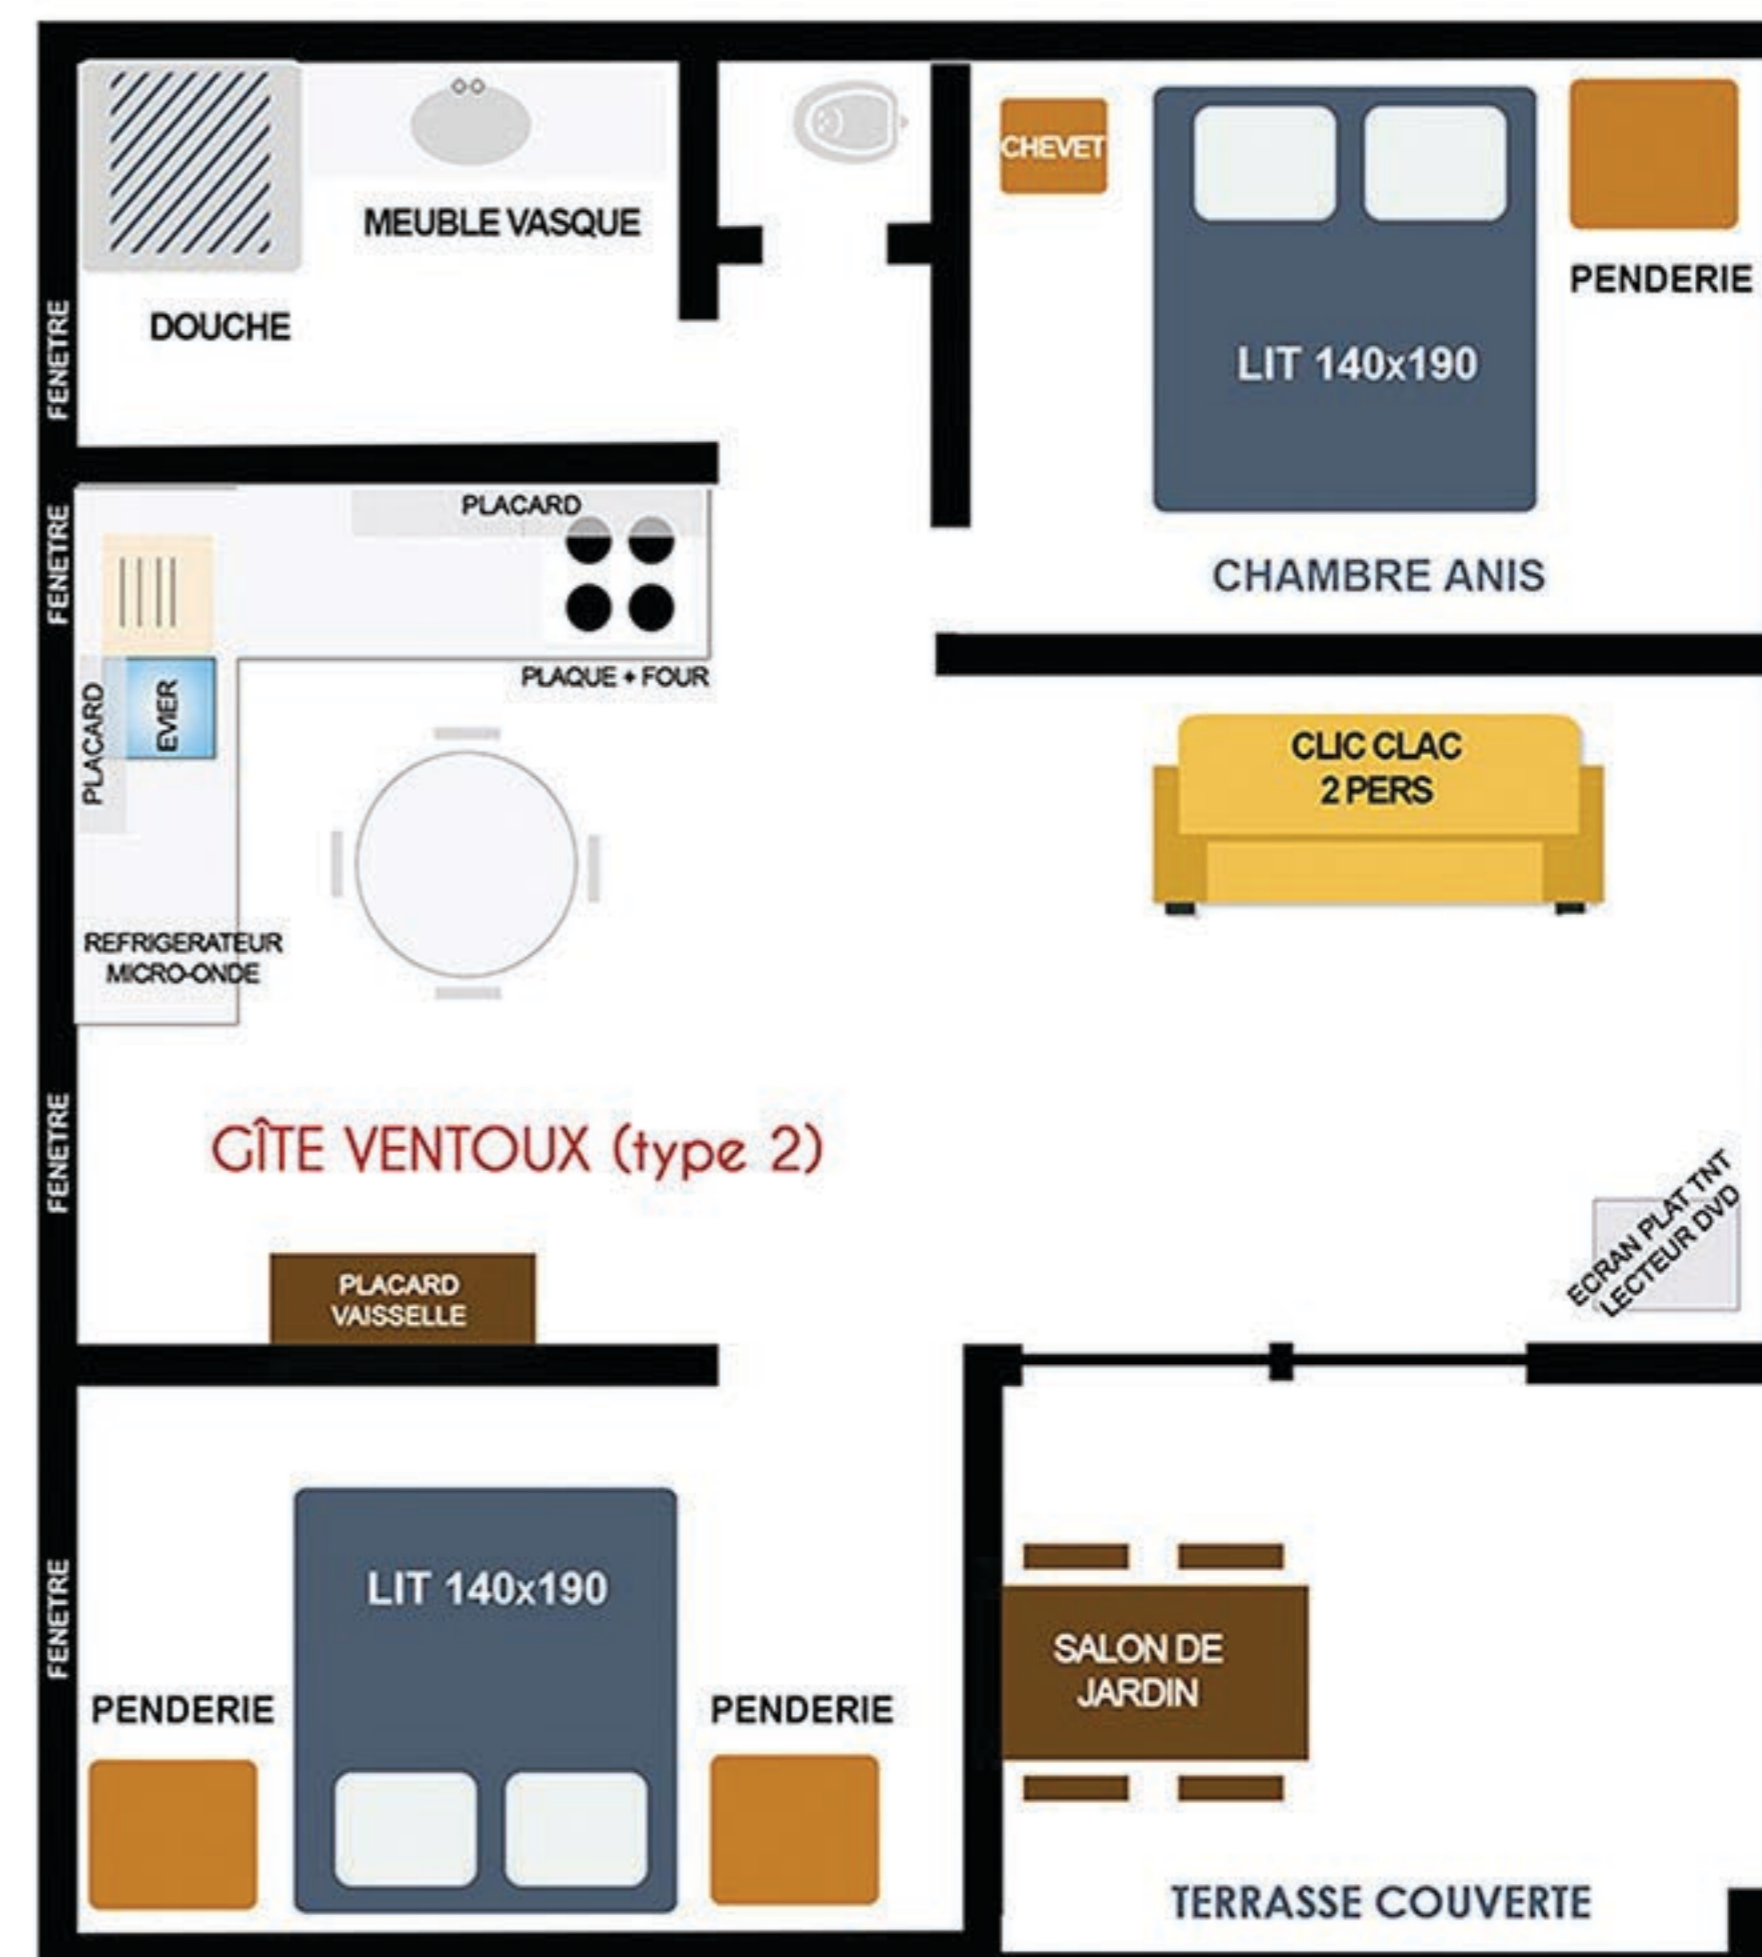 MEUBLE VASQUE
CHEVET
PENDERIE
DOUCHE
FENETRE
LIT 140x190
PLACARD
FENETRE
CHAMBRE ANIS
PLAQUE + FOUR
EVIER
PLACARD
CLIC CLAC
2 PERS
REFRIGERATEUR
MICRO-ONDE
GÎTE VENTOUX (type 2)
FENETRE
ECRAN PLAT TNT
LECTEUR DVD
PLACARD
VAISSELLE
LIT 140x190
FENETRE
SALON DE
JARDIN
PENDERIE
PENDERIE
TERRASSE COUVERTE